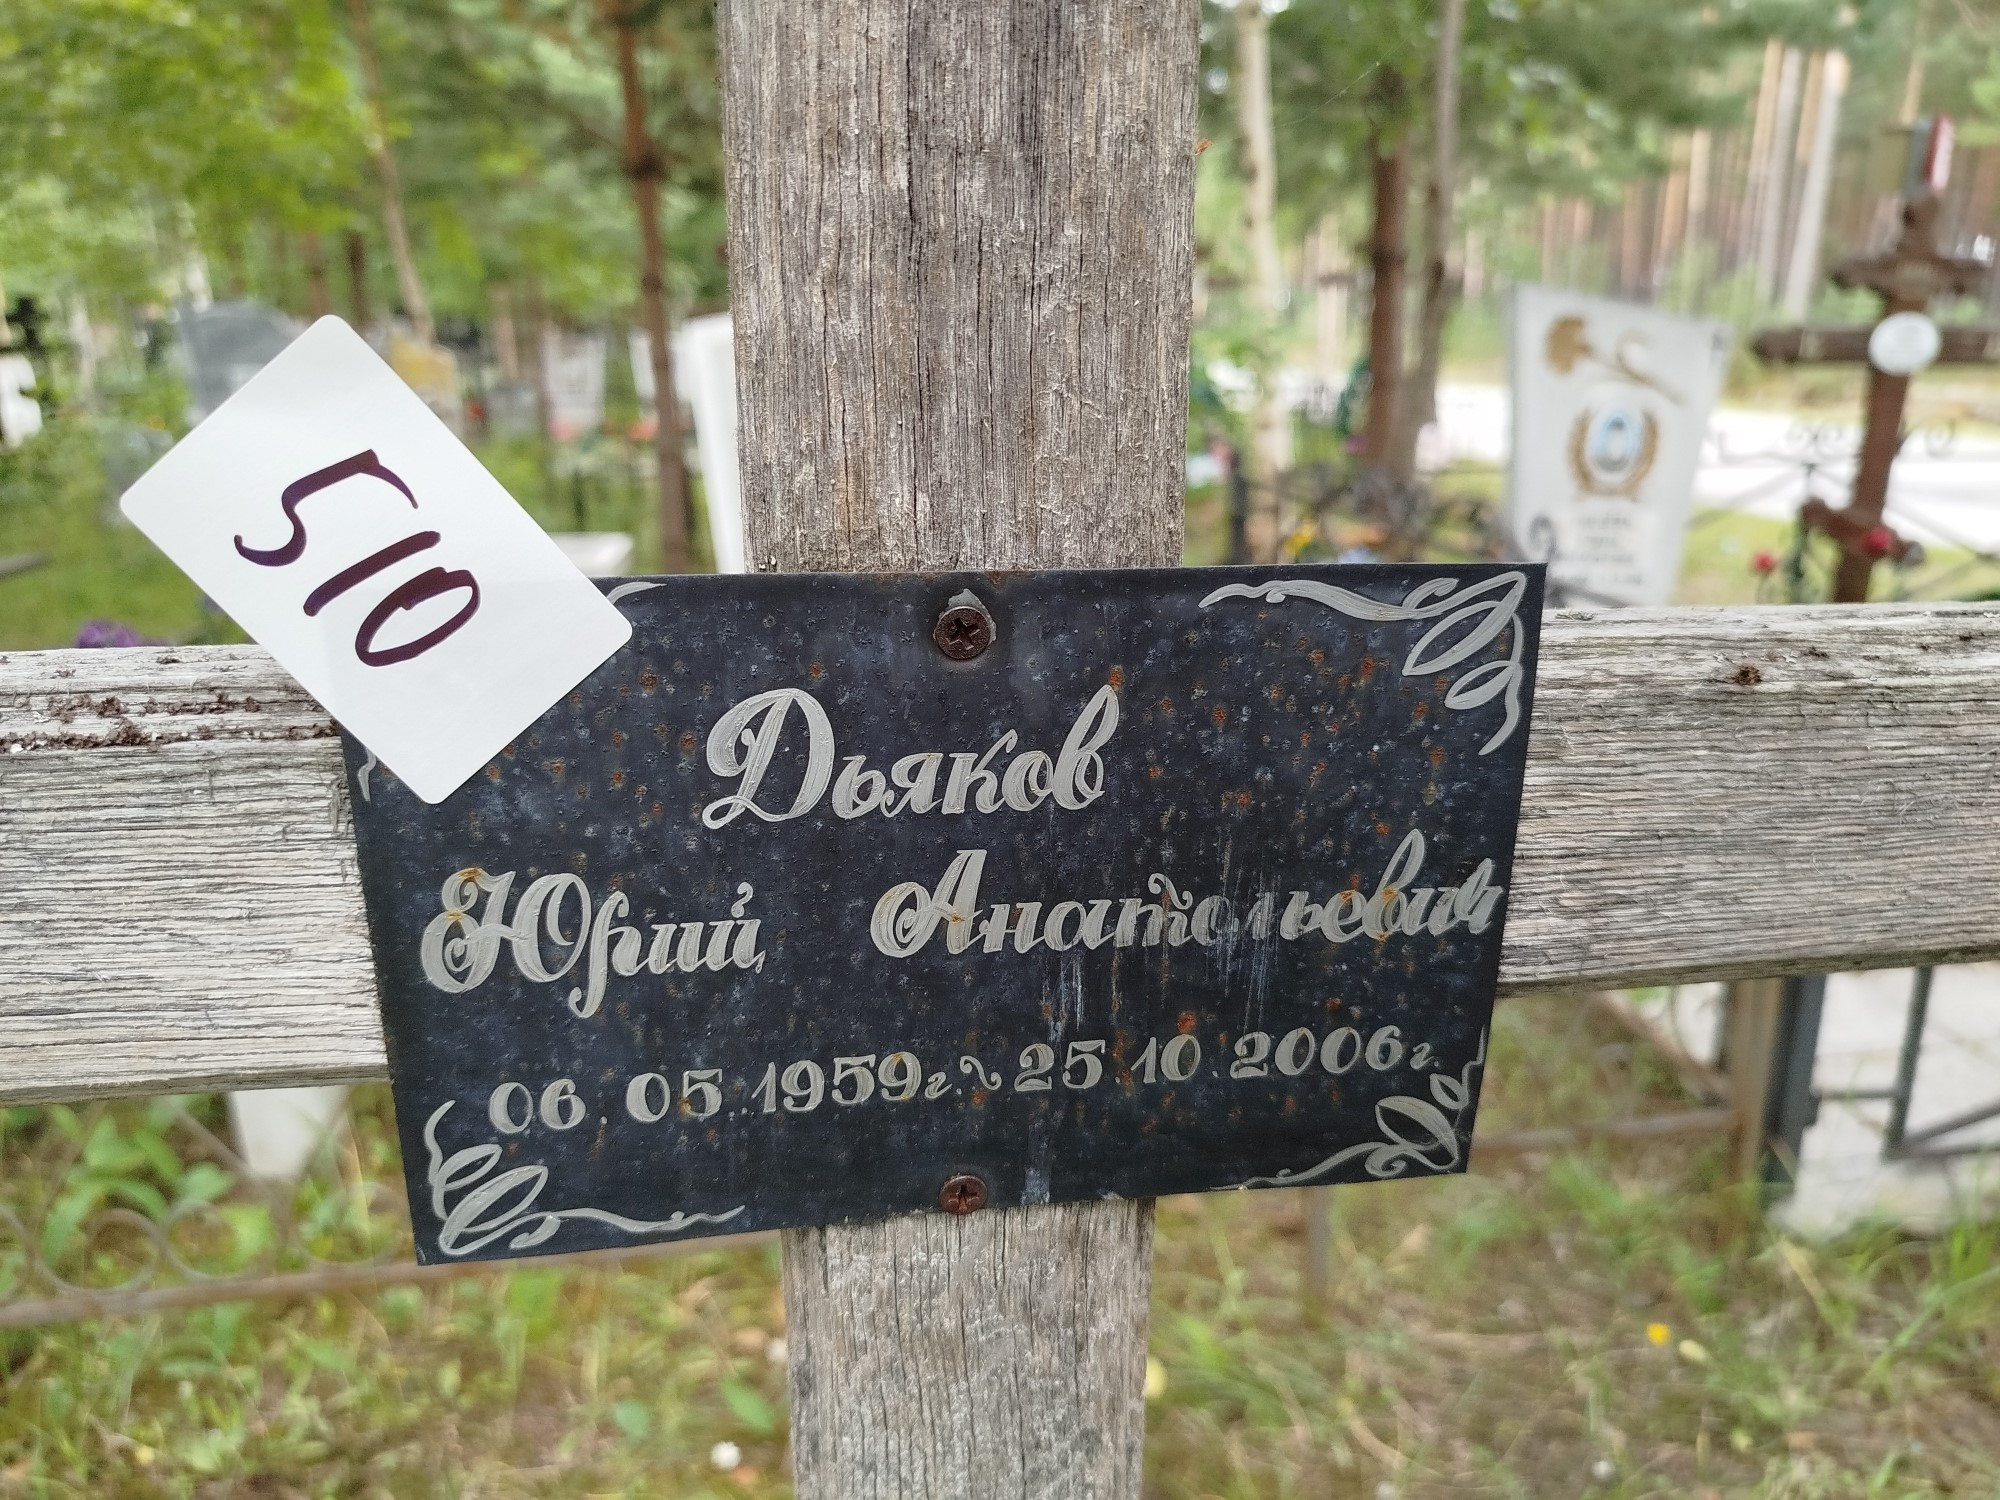 510
Дьяков
Юрий Анатольевич
06.05.1959г. ~ 25.10.2006г.